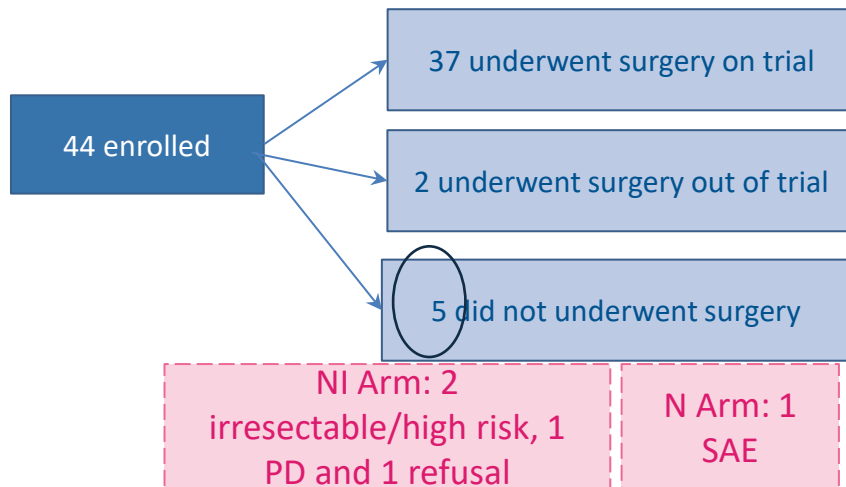 37 underwent surgery on trial
44 enrolled
2 underwent surgery out of trial
5 did not underwent surgery
NI Arm: 2
irresectable/high risk, 1
PD and 1 refusal
N Arm: 1
SAE